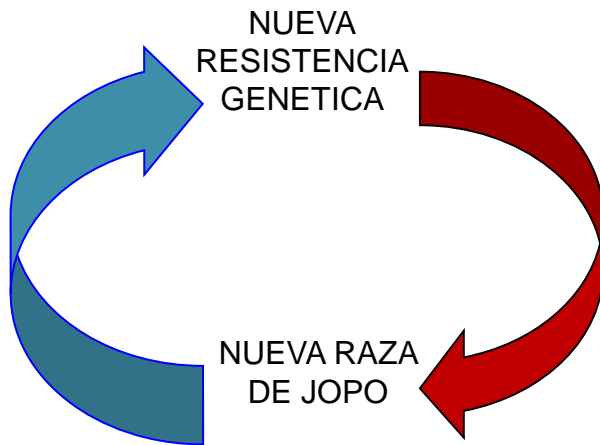 NUEVA
RESISTENCIA
GENETICA
NUEVA RAZA
DE JOPO